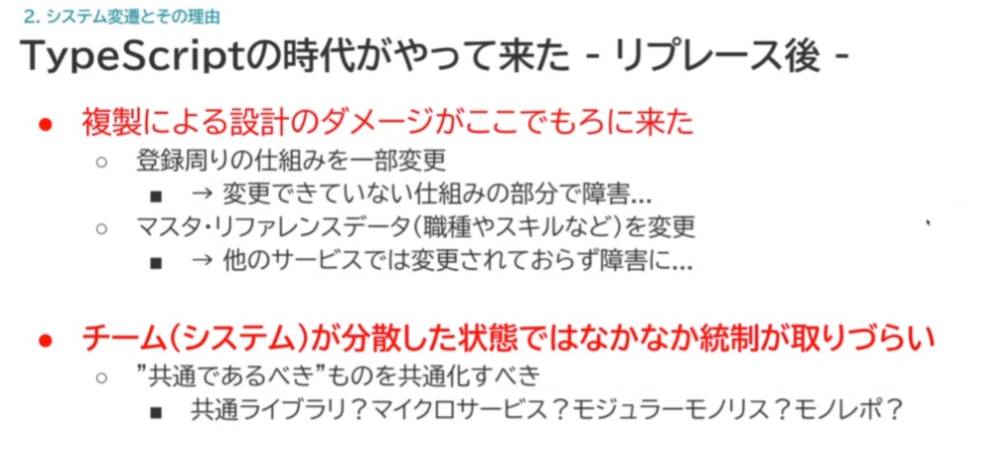 2. システム変遷とその理由
TypeScriptの時代がやって来た - リプレース後 -
● 複製による設計のダメージがここでもろに来た
○ 登録周りの仕組みを一部変更
■ → 変更できていない仕組みの部分で障害...
○ マスタ・リファレンスデータ(職種やスキルなど)を変更
■ → 他のサービスでは変更されておらず障害に...
● チーム(システム)が分散した状態ではなかなか統制が取りづらい
○ ”共通であるべき”ものを共通化すべき
■ 共通ライブラリ？マイクロサービス？モジュラーモノリス？モノレポ？